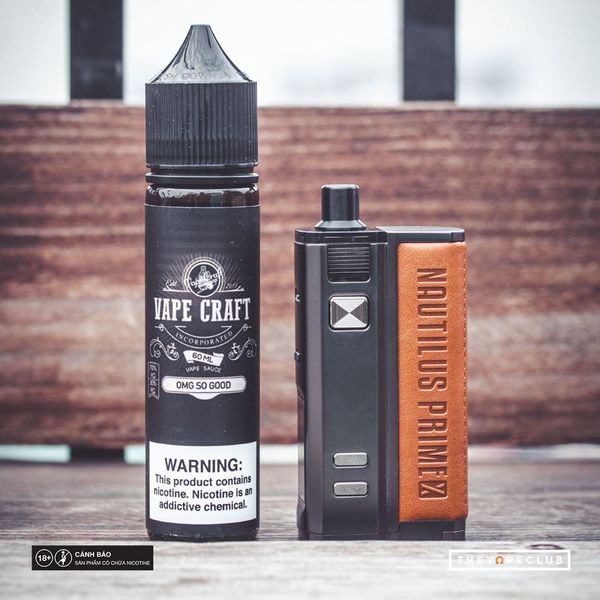 VAPE CRAFT
INCORPORATED
60 ML
VAPE SAUCE
OMG SO GOOD
WARNING:
This product contains
nicotine. Nicotine is an
addictive chemical.
NAUTILUS PRIME X
18+
CẢNH BÁO
SẢN PHẨM CÓ CHỨA NICOTINE
THEVAPECLUB